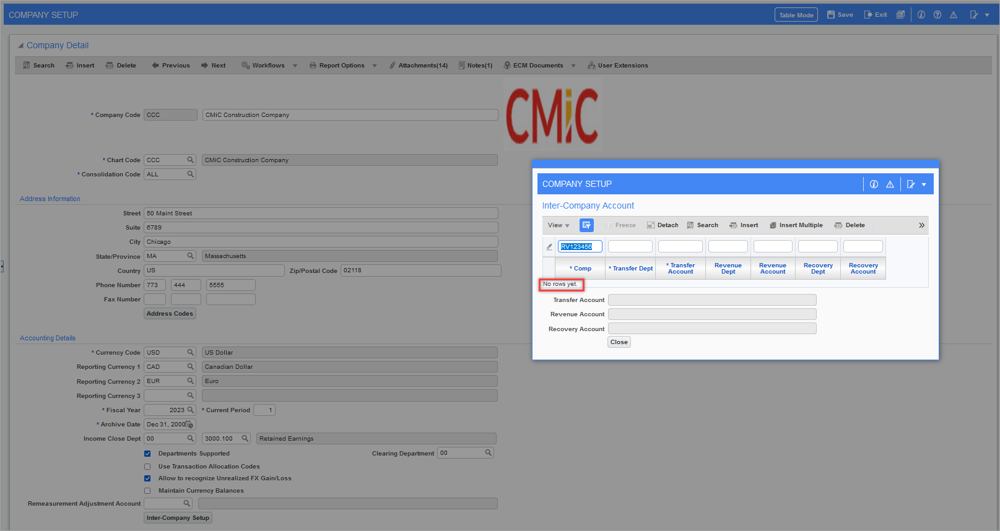 COMPANY SETUP
Table Mode Save Exit
Company Detail
Search Insert Delete Previous Next Workflows Report Options Attachments(14) Notes(1) ECM Documents User Extensions
CMiC
* Company Code CCC CMiC Construction Company
* Chart Code CCC CMiC Construction Company
* Consolidation Code ALL
Address Information
Street 50 Maint Street
Suite 6789
City Chicago
State/Province MA Massachusetts
Country US Zip/Postal Code 02118
Phone Number 773 444 5555
Fax Number
Address Codes
Accounting Details
* Currency Code USD US Dollar
Reporting Currency 1 CAD Canadian Dollar
Reporting Currency 2 EUR Euro
Reporting Currency 3
* Fiscal Year 2023 * Current Period 1
* Archive Date Dec 31, 2000
Income Close Dept 00 3000.100 Retained Earnings
Departments Supported Clearing Department 00
Use Transaction Allocation Codes
Allow to recognize Unrealized FX Gain/Loss
Maintain Currency Balances
Remeasurement Adjustment Account
Inter-Company Setup
COMPANY SETUP
Inter-Company Account
View Freeze Detach Search Insert Insert Multiple Delete »
RV123456
* Comp * Transfer Dept * Transfer Account Revenue Dept Revenue Account Recovery Dept Recovery Account
No rows yet.
Transfer Account
Revenue Account
Recovery Account
Close